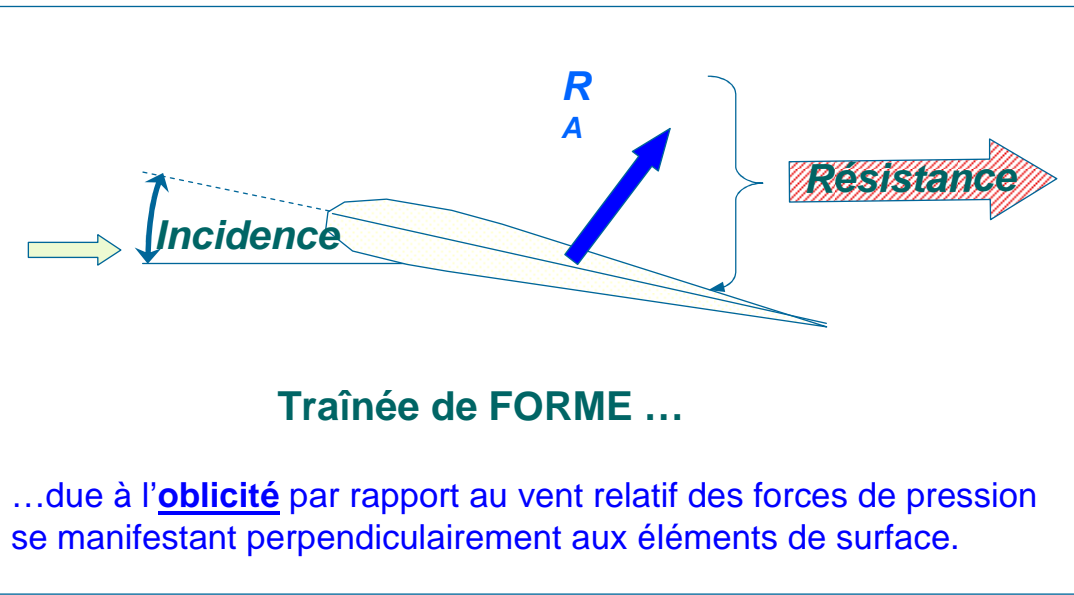 R
A
Résistance
Incidence
Traînée de FORME …
…due à l’oblicité par rapport au vent relatif des forces de pression
se manifestant perpendiculairement aux éléments de surface.